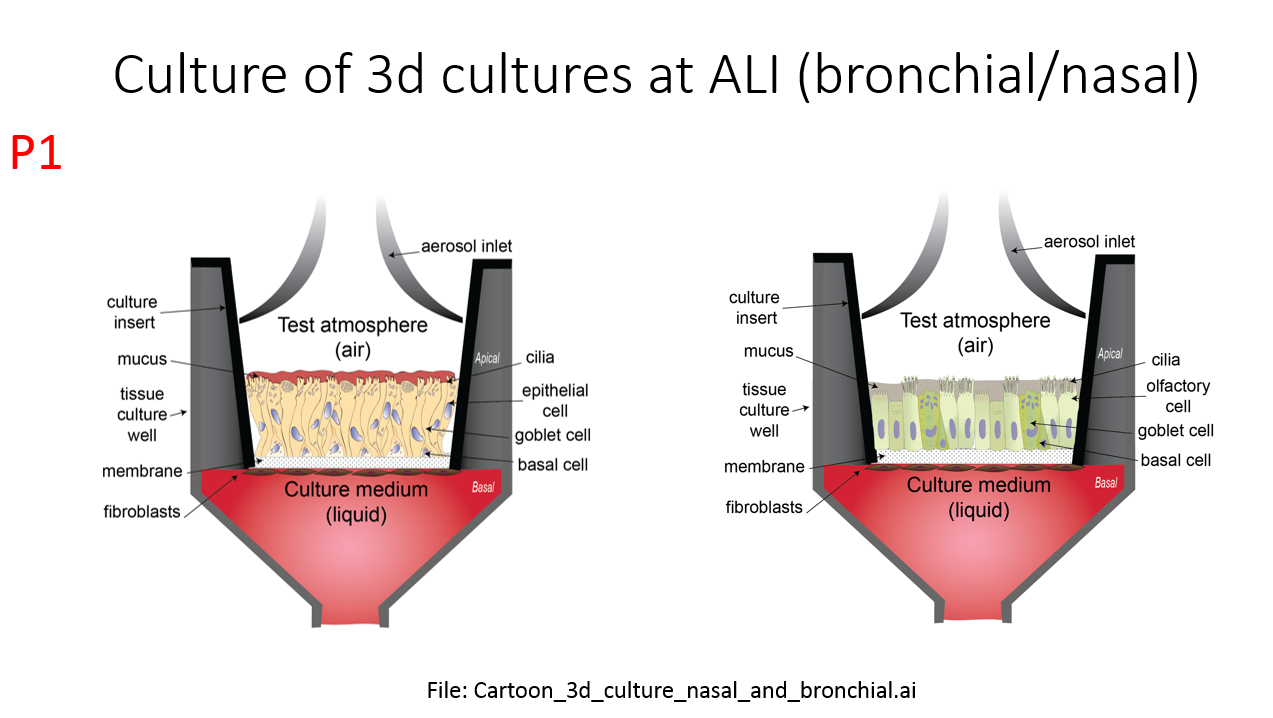 Culture of 3d cultures at ALI (bronchial/nasal)
P1
aerosol inlet
culture
insert
Test atmosphere
(air)
mucus
Apical
cilia
tissue
culture
well
epithelial
cell
goblet cell
basal cell
membrane
fibroblasts
Culture medium
(liquid)
Basal
aerosol inlet
culture
insert
Test atmosphere
(air)
mucus
Apical
cilia
tissue
culture
well
olfactory
cell
goblet cell
basal cell
membrane
fibroblasts
Culture medium
(liquid)
Basal
File: Cartoon_3d_culture_nasal_and_bronchial.ai